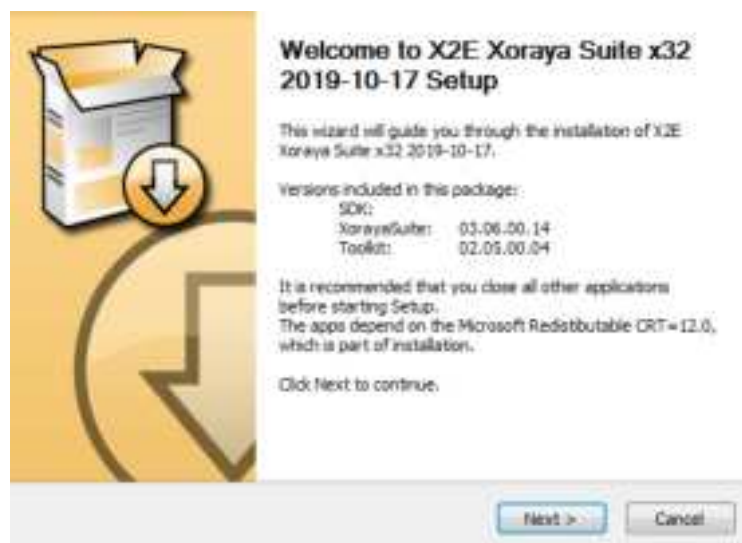 Welcome to X2E Xoraya Suite x32
2019-10-17 Setup
This wizard will guide you through the installation of X2E
Xoraya Suite x32 2019-10-17.
Versions included in this package:
SDK:
XorayaSuite: 03.06.00.14
Toolkit: 02.05.00.04
It is recommended that you close all other applications
before starting Setup.
The apps depend on the Microsoft Redistibutable CRT=12.0,
which is part of installation.
Click Next to continue.
Next >
Cancel